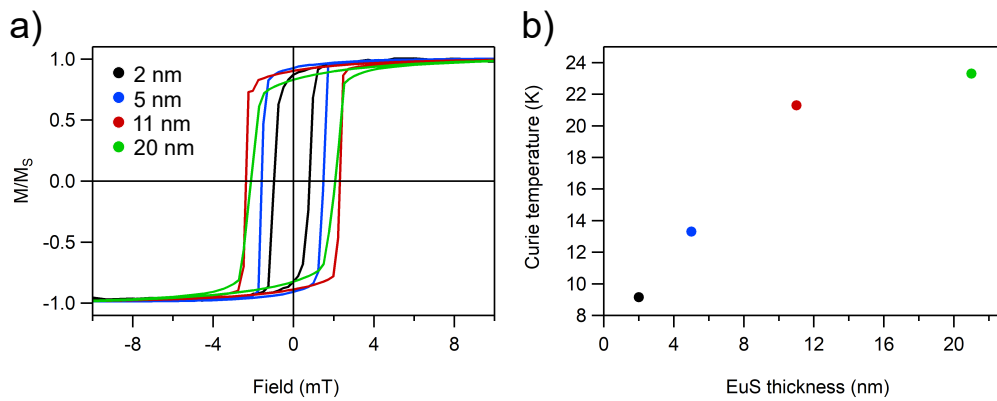 a)
1.0
0.5
0.0
-0.5
-1.0
M/MS
2 nm
5 nm
11 nm
20 nm
-8
-4
0
4
8
Field (mT)
b)
24
22
20
18
16
14
12
10
8
Curie temperature (K)
0
4
8
12
16
20
EuS thickness (nm)